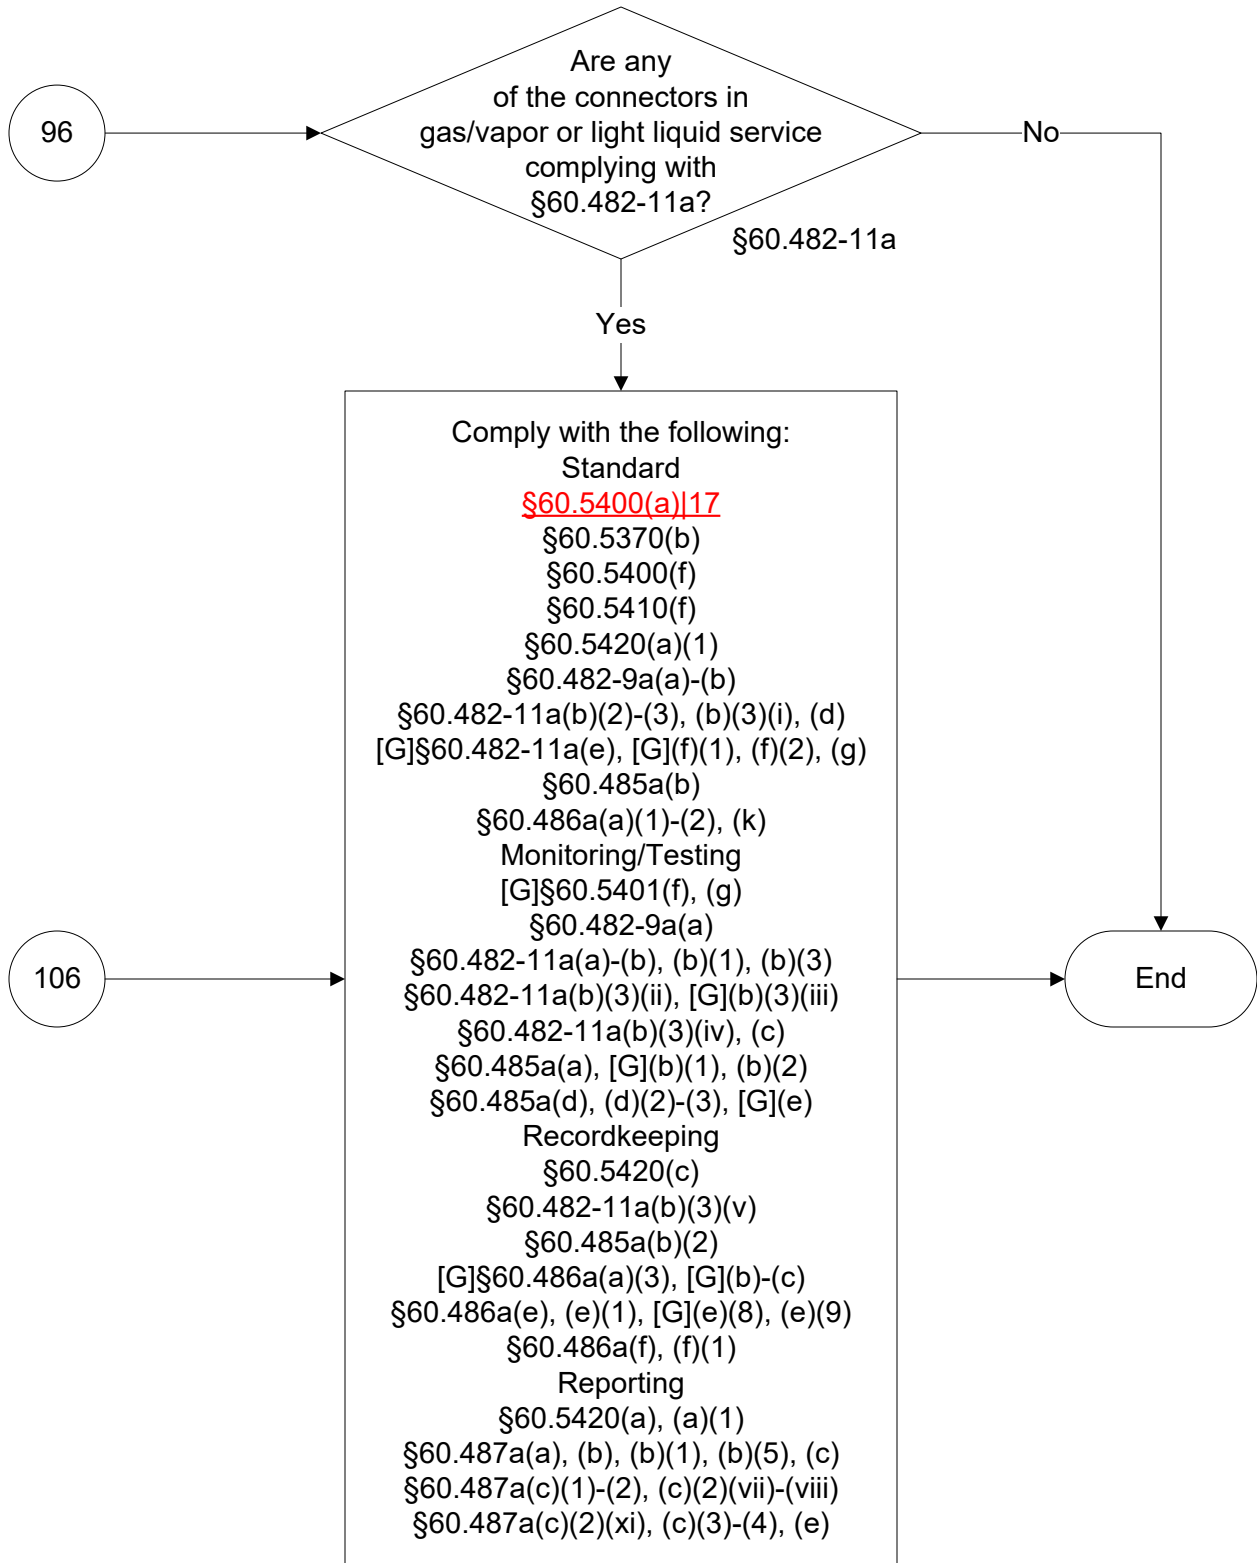 96
Are any
of the connectors in
gas/vapor or light liquid service
complying with
§60.482-11a?
No
§60.482-11a
Yes
Comply with the following:
Standard
§60.5400(a)|17
§60.5370(b)
§60.5400(f)
§60.5410(f)
§60.5420(a)(1)
§60.482-9a(a)-(b)
§60.482-11a(b)(2)-(3), (b)(3)(i), (d)
[G]§60.482-11a(e), [G](f)(1), (f)(2), (g)
§60.485a(b)
§60.486a(a)(1)-(2), (k)
Monitoring/Testing
[G]§60.5401(f), (g)
§60.482-9a(a)
§60.482-11a(a)-(b), (b)(1), (b)(3)
§60.482-11a(b)(3)(ii), [G](b)(3)(iii)
§60.482-11a(b)(3)(iv), (c)
§60.485a(a), [G](b)(1), (b)(2)
§60.485a(d), (d)(2)-(3), [G](e)
Recordkeeping
§60.5420(c)
§60.482-11a(b)(3)(v)
§60.485a(b)(2)
[G]§60.486a(a)(3), [G](b)-(c)
§60.486a(e), (e)(1), [G](e)(8), (e)(9)
§60.486a(f), (f)(1)
Reporting
§60.5420(a), (a)(1)
§60.487a(a), (b), (b)(1), (b)(5), (c)
§60.487a(c)(1)-(2), (c)(2)(vii)-(viii)
§60.487a(c)(2)(xi), (c)(3)-(4), (e)
106
End